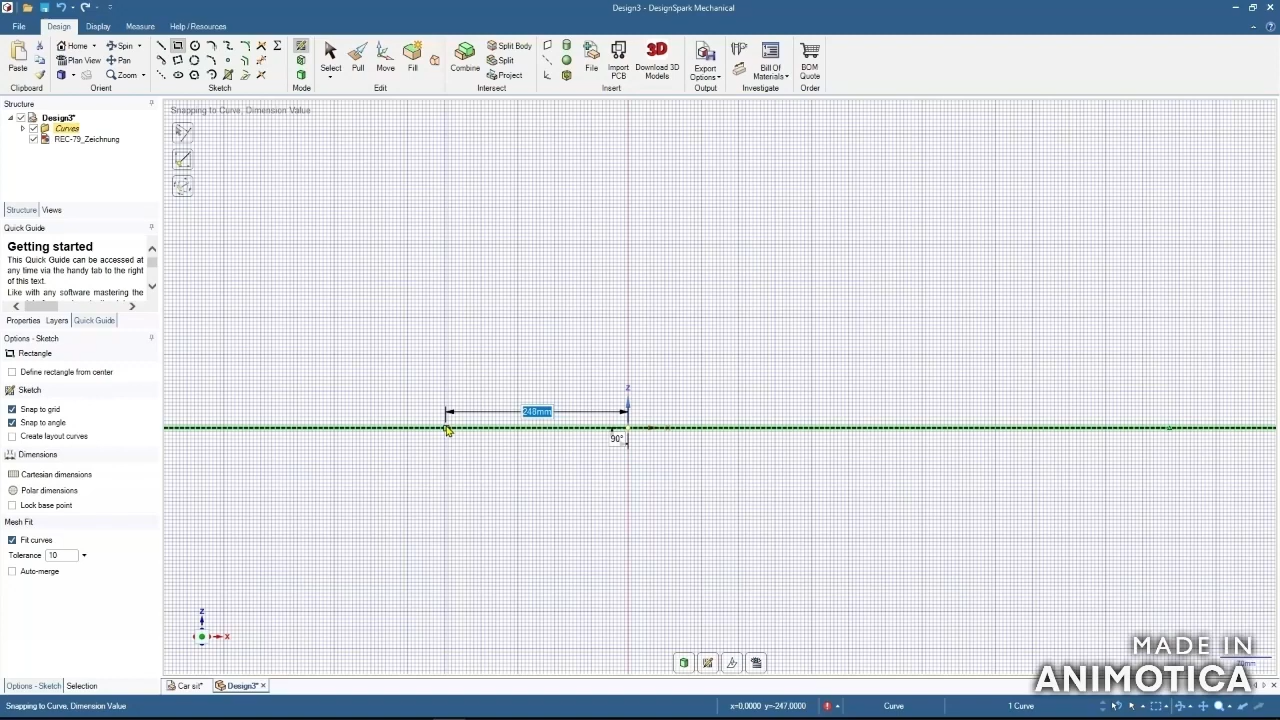 Design3 - DesignSpark Mechanical
File Design Display Measure Help / Resources
Home Spin
Plan View Pan
Zoom
Split Body
Split
Project
Paste Select Pull Move Fill Combine File Import PCB Download 3D Models Export Options Bill Of Materials BOM Quote
3D
Clipboard Orient Sketch Mode Edit Intersect Insert Output Investigate Order
Structure
Design3*
Curves
REC-79_Zeichnung
Structure Views
Quick Guide
Getting started
This Quick Guide can be accessed at
any time via the handy tab to the right
of this text.
Like with any software mastering the
Properties Layers Quick Guide
Options - Sketch
Rectangle
Define rectangle from center
Sketch
Snap to grid
Snap to angle
Create layout curves
Dimensions
Cartesian dimensions
Polar dimensions
Lock base point
Mesh Fit
Fit curves
Tolerance 10
Auto-merge
Options - Sketch Selection
Snapping to Curve, Dimension Value
Z
248mm
90°
Z
X
MADE IN
ANIMOTICA
Design3*
Snapping to Curve, Dimension Value x=0.0000 y=-247.0000 Curve 1 Curve